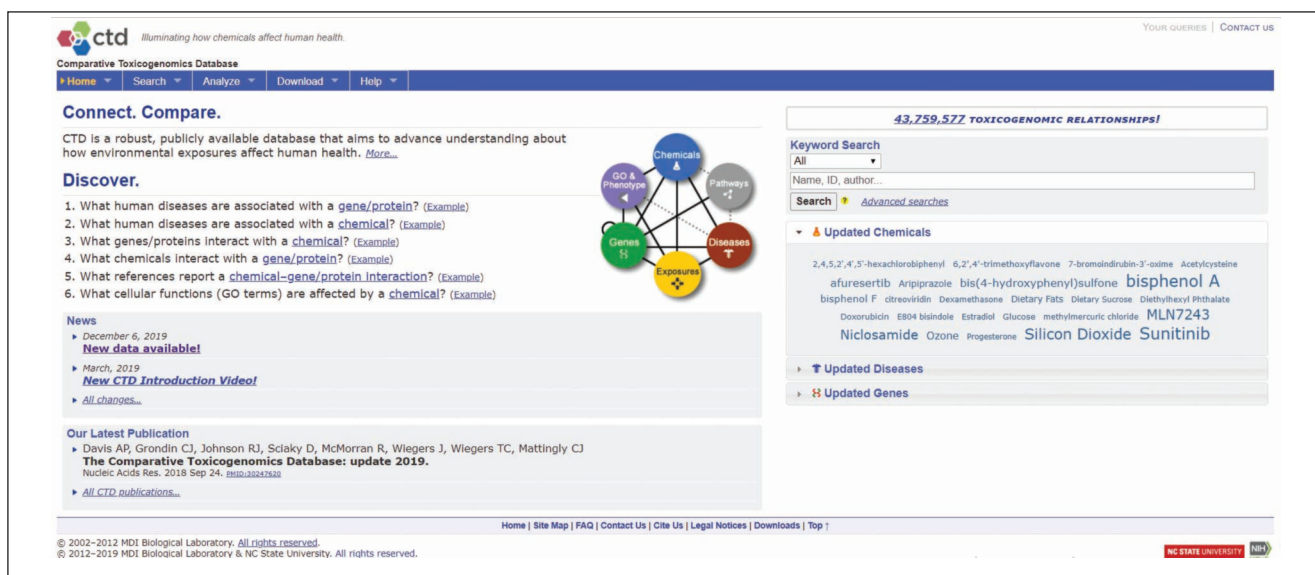 ctd
Illuminating how chemicals affect human health.
YOUR QUERIES | CONTACT US
Comparative Toxicogenomics Database
Home
Search
Analyze
Download
Help
Connect. Compare.
CTD is a robust, publicly available database that aims to advance understanding about
how environmental exposures affect human health. More...
Discover.
1. What human diseases are associated with a gene/protein? (Example)
2. What human diseases are associated with a chemical? (Example)
3. What genes/proteins interact with a chemical? (Example)
4. What chemicals interact with a gene/protein? (Example)
5. What references report a chemical–gene/protein interaction? (Example)
6. What cellular functions (GO terms) are affected by a chemical? (Example)
Chemicals
GO &
Phenotype
Pathways
Genes
Diseases
Exposures
News
December 6, 2019
New data available!
March, 2019
New CTD Introduction Video!
All changes...
Our Latest Publication
Davis AP, Grondin CJ, Johnson RJ, Sciaky D, McMorran R, Wiegers J, Wiegers TC, Mattingly CJ
The Comparative Toxicogenomics Database: update 2019.
Nucleic Acids Res. 2018 Sep 24. PMID:30247620
All CTD publications...
43,759,577 TOXICOGENOMIC RELATIONSHIPS!
Keyword Search
All
Name, ID, author...
Search ? Advanced searches
Updated Chemicals
2,4,5,2',4',5'-hexachlorobiphenyl 6,2',4'-trimethoxyflavone 7-bromoindirubin-3'-oxime Acetylcysteine
afuresertib Aripiprazole bis(4-hydroxyphenyl)sulfone bisphenol A
bisphenol F citreoviridin Dexamethasone Dietary Fats Dietary Sucrose Diethylhexyl Phthalate
Doxorubicin E804 bisindole Estradiol Glucose methylmercuric chloride MLN7243
Niclosamide Ozone Progesterone Silicon Dioxide Sunitinib
Updated Diseases
Updated Genes
Home | Site Map | FAQ | Contact Us | Cite Us | Legal Notices | Downloads | Top ↑
© 2002–2012 MDI Biological Laboratory. All rights reserved.
© 2012–2019 MDI Biological Laboratory & NC State University. All rights reserved.
NC STATE UNIVERSITY
NIH